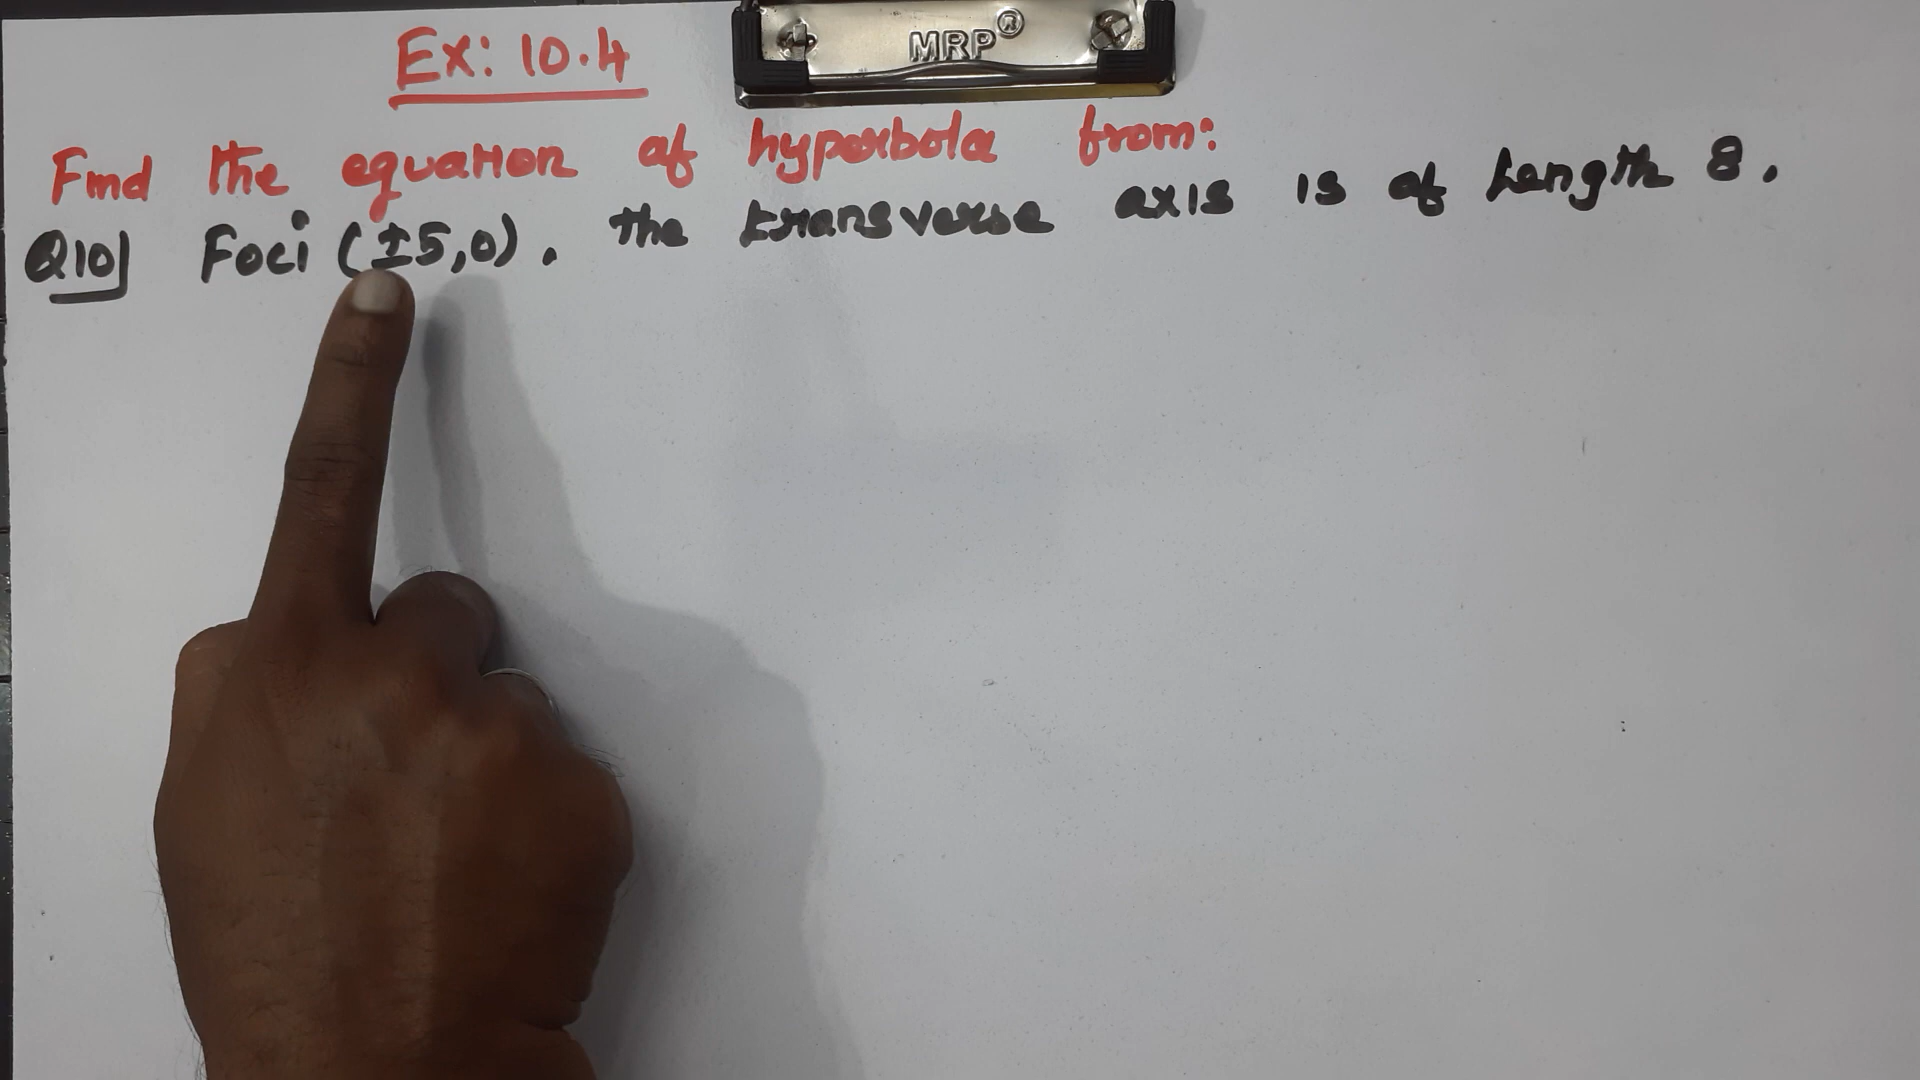 MRP®
Ex: 10.4
Find the equation of hyperbola from:
Q10] Foci (±5,0). the transverse axis is of length 8.